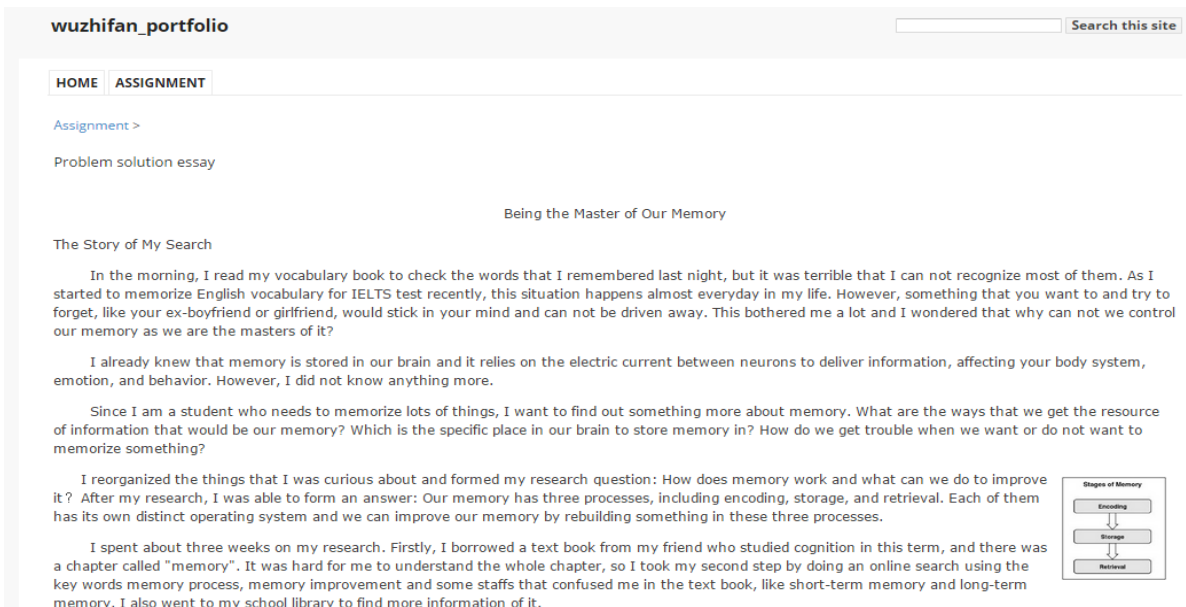 wuzhifan_portfolio
Search this site
HOME ASSIGNMENT
Assignment >
Problem solution essay
Being the Master of Our Memory
The Story of My Search
In the morning, I read my vocabulary book to check the words that I remembered last night, but it was terrible that I can not recognize most of them. As I
started to memorize English vocabulary for IELTS test recently, this situation happens almost everyday in my life. However, something that you want to and try to
forget, like your ex-boyfriend or girlfriend, would stick in your mind and can not be driven away. This bothered me a lot and I wondered that why can not we control
our memory as we are the masters of it?
I already knew that memory is stored in our brain and it relies on the electric current between neurons to deliver information, affecting your body system,
emotion, and behavior. However, I did not know anything more.
Since I am a student who needs to memorize lots of things, I want to find out something more about memory. What are the ways that we get the resource
of information that would be our memory? Which is the specific place in our brain to store memory in? How do we get trouble when we want or do not want to
memorize something?
I reorganized the things that I was curious about and formed my research question: How does memory work and what can we do to improve
it? After my research, I was able to form an answer: Our memory has three processes, including encoding, storage, and retrieval. Each of them
has its own distinct operating system and we can improve our memory by rebuilding something in these three processes.
Stages of Memory
Encoding
Storage
Retrieval
I spent about three weeks on my research. Firstly, I borrowed a text book from my friend who studied cognition in this term, and there was
a chapter called "memory". It was hard for me to understand the whole chapter, so I took my second step by doing an online search using the
key words memory process, memory improvement and some staffs that confused me in the text book, like short-term memory and long-term
memory. I also went to my school library to find more information of it.